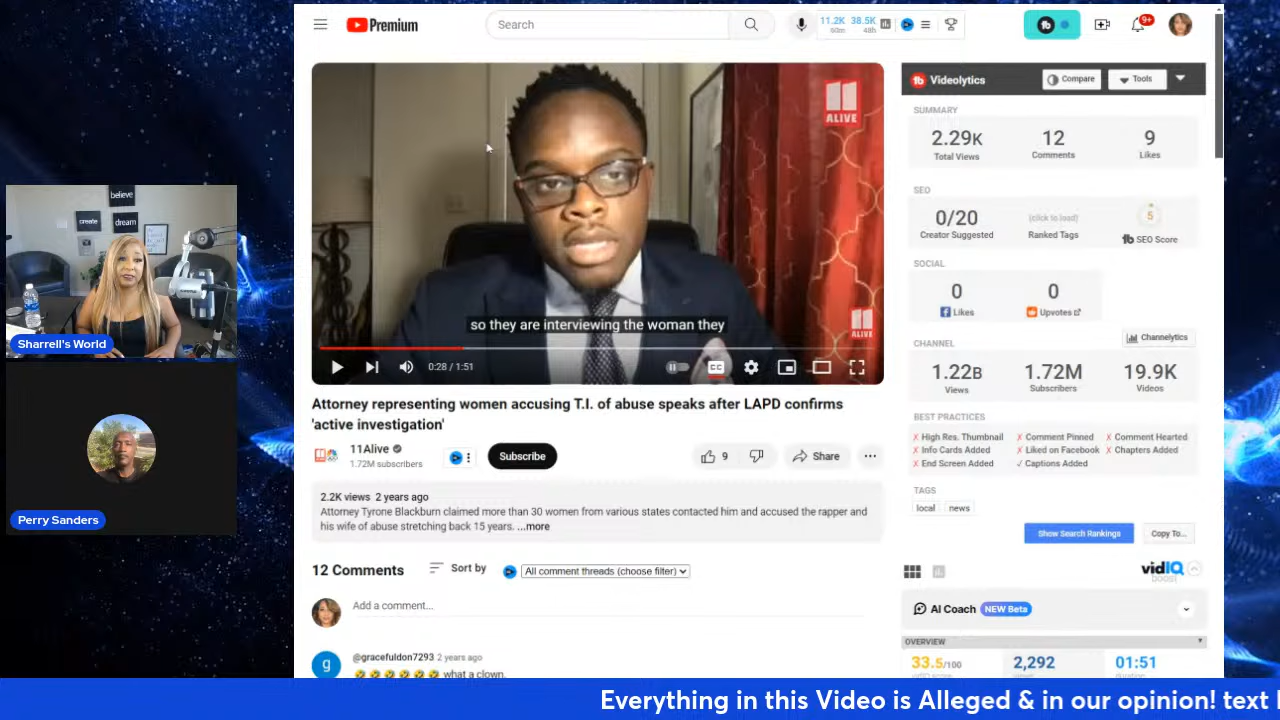 Premium
Search
11.2K 38.5K
60m 48h
9+
believe
create
dream
Sharrell's World
Perry Sanders
11
ALIVE
11
ALIVE
so they are interviewing the woman they
0:28 / 1:51
CC
Attorney representing women accusing T.I. of abuse speaks after LAPD confirms
'active investigation'
11Alive
1.72M subscribers
Subscribe
9
Share
2.2K views 2 years ago
Attorney Tyrone Blackburn claimed more than 30 women from various states contacted him and accused the rapper and
his wife of abuse stretching back 15 years. ...more
12 Comments
Sort by
All comment threads (choose filter)
Add a comment...
g
@gracefuldon7293 2 years ago
what a clown.
Videolytics
Compare
Tools
SUMMARY
2.29K 12 9
Total Views Comments Likes
SEO
0/20 (click to load) 5
Creator Suggested Ranked Tags SEO Score
SOCIAL
0 0
Likes Upvotes
CHANNEL
Channelytics
1.22B 1.72M 19.9K
Views Subscribers Videos
BEST PRACTICES
X High Res. Thumbnail X Comment Pinned X Comment Hearted
X Info Cards Added X Liked on Facebook X Chapters Added
X End Screen Added ✓ Captions Added
TAGS
local news
Show Search Rankings
Copy To...
vidIQ
boost
AI Coach NEW Beta
OVERVIEW
33.5/100 2,292 01:51
Everything in this Video is Alleged & in our opinion! text